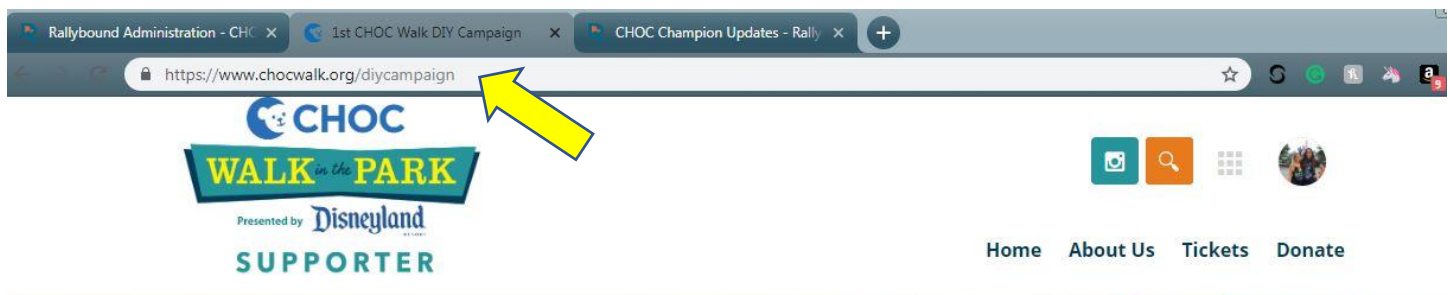 Rallybound Administration - CHC
1st CHOC Walk DIY Campaign
CHOC Champion Updates - Rally
https://www.chocwalk.org/diycampaign
9
CHOC
WALK in the PARK
Presented by Disneyland
SUPPORTER
Home About Us Tickets Donate